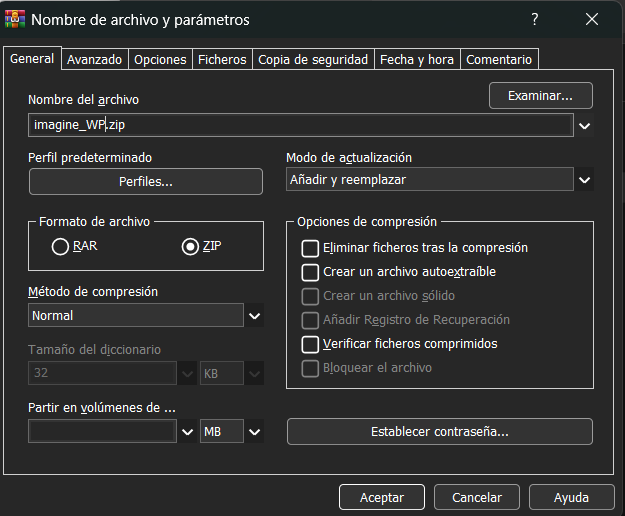 Nombre de archivo y parámetros
?
General Avanzado Opciones Ficheros Copia de seguridad Fecha y hora Comentario
Nombre del archivo
Examinar...
imagine_WP.zip
Perfil predeterminado
Perfiles...
Modo de actualización
Añadir y reemplazar
Formato de archivo
RAR ZIP
Método de compresión
Normal
Tamaño del diccionario
32 KB
Partir en volúmenes de ...
MB
Opciones de compresión
Eliminar ficheros tras la compresión
Crear un archivo autoextraíble
Crear un archivo sólido
Añadir Registro de Recuperación
Verificar ficheros comprimidos
Bloquear el archivo
Establecer contraseña...
Aceptar Cancelar Ayuda